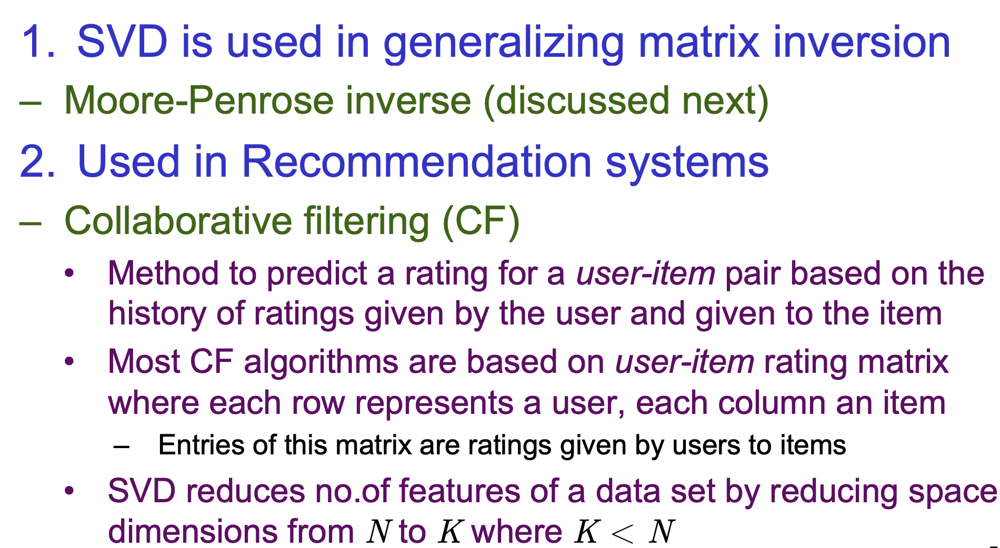 1. SVD is used in generalizing matrix inversion
– Moore-Penrose inverse (discussed next)
2. Used in Recommendation systems
– Collaborative filtering (CF)
• Method to predict a rating for a user-item pair based on the
history of ratings given by the user and given to the item
• Most CF algorithms are based on user-item rating matrix
where each row represents a user, each column an item
– Entries of this matrix are ratings given by users to items
• SVD reduces no.of features of a data set by reducing space
dimensions from N to K where K < N